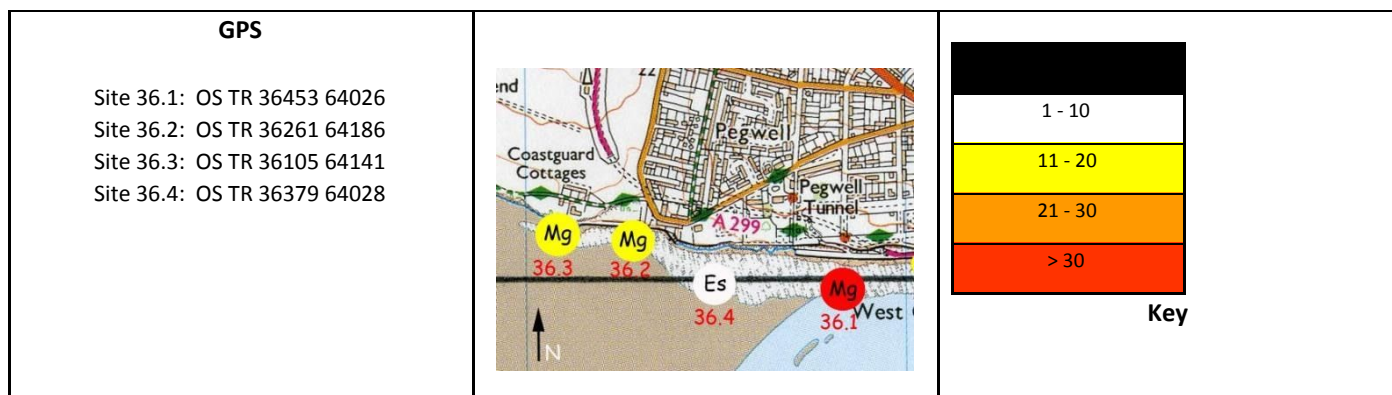 GPS
Site 36.1: OS TR 36453 64026
Site 36.2: OS TR 36261 64186
Site 36.3: OS TR 36105 64141
Site 36.4: OS TR 36379 64028
22
end
Pegwell
Coastguard
Cottages
Pegwell
Tunnel
A 299
Mg
Mg
36.3
36.2
Es
Mg
36.4
36.1
West
N
1 - 10
11 - 20
21 - 30
> 30
Key